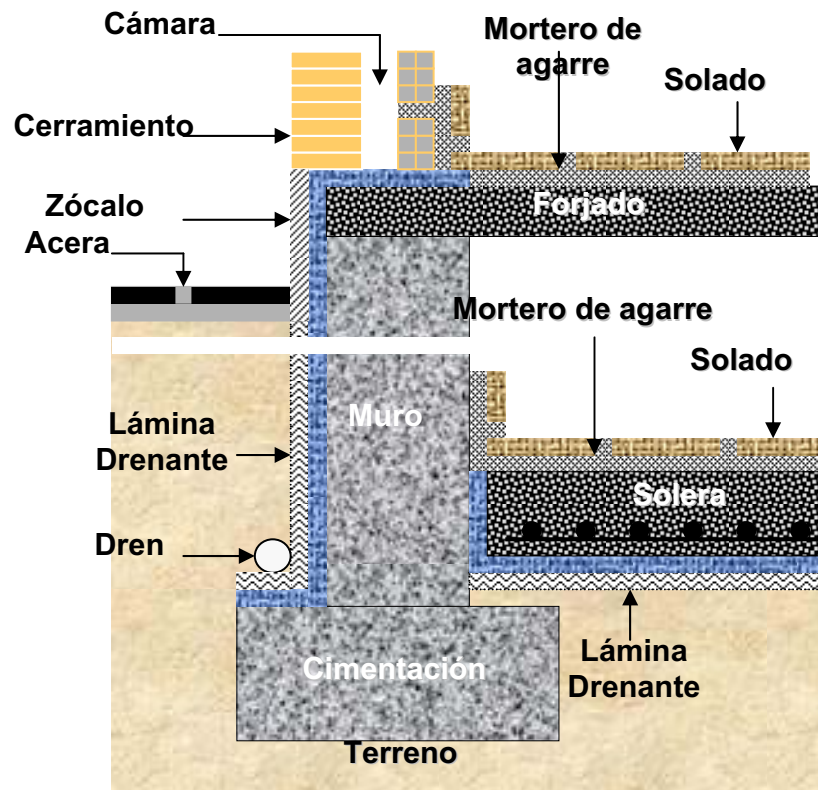 Cámara
Mortero de
agarre
Solado
Cerramiento
Zócalo
Forjado
Acera
Mortero de agarre
Solado
Muro
Lámina
Drenante
Solera
Dren
Cimentación
Lámina
Drenante
Terreno